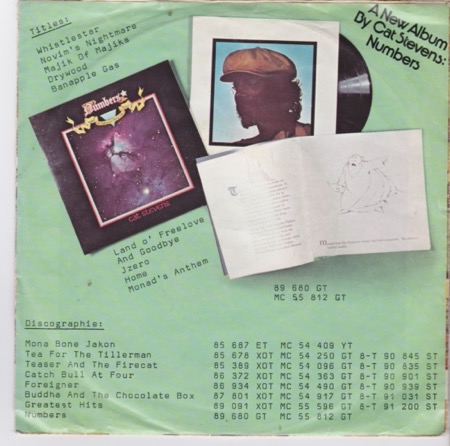 Titles:
Whistlestar
Novim's Nightmare
Majik Of Majiks
Drywood
Banapple Gas
A New Album
By Cat Stevens:
Numbers
Numbers
cat stevens
Land o' Freelove
And Goodbye
Jzero
Home
Monad's Anthem
89 680 GT
MC 55 812 GT
Discographie:
Mona Bone Jakon 85 687 ET MC 54 409 YT
Tea For The Tillerman 85 678 XOT MC 54 250 GT 8-T 90 845 ST
Teaser And The Firecat 85 389 XOT MC 54 096 GT 8-T 90 835 ST
Catch Bull At Four 86 372 XOT MC 54 363 GT 8-T 90 901 ST
Foreigner 86 934 XOT MC 54 490 GT 8-T 90 939 ST
Buddha And The Chocolate Box 87 801 XOT MC 54 917 GT 8-T 91 031 ST
Greatest Hits 89 091 XOT MC 55 596 GT 8-T 91 200 ST
Numbers 89 680 GT MC 55 812 GT